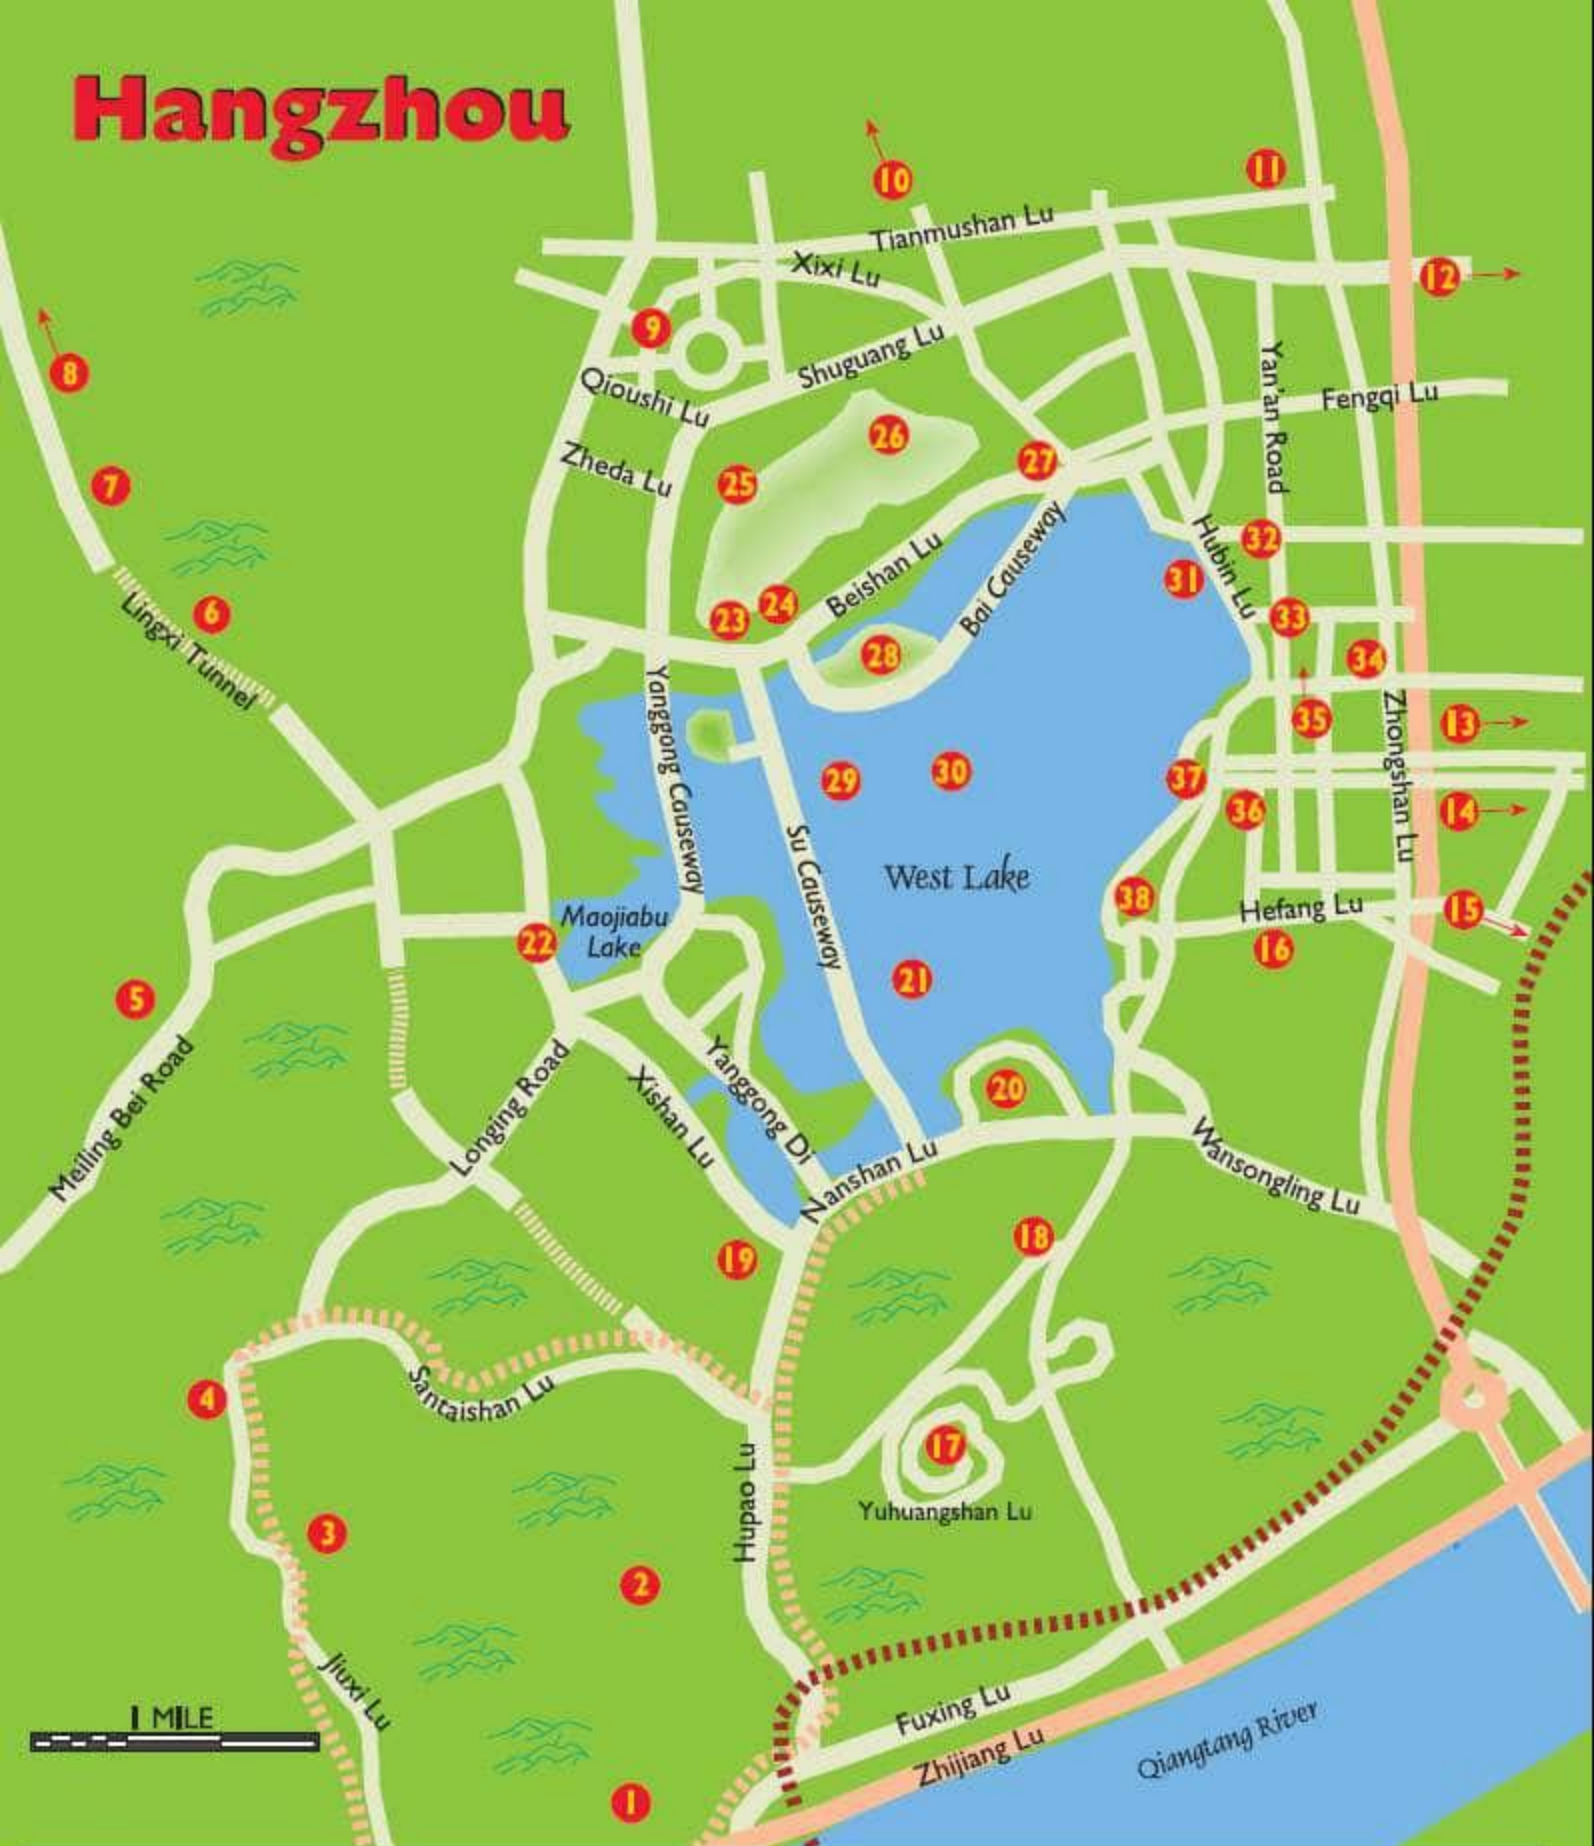 Hangzhou
10
11
Tianmushan Lu
Xixi Lu
12
9
8
Shuguang Lu
Yan'an Road
Qioushi Lu
Fengqi Lu
26
Zheda Lu
25
27
7
Bai Causeway
Hubin Lu
32
Beishan Lu
31
6
Lingxi Tunnel
23
24
33
28
34
Yanggong Causeway
35
Zhongshan Lu
13
29
30
37
36
14
Su Causeway
West Lake
38
Maojiabu
Lake
22
Hefang Lu
15
16
21
5
Meiling Bei Road
Longing Road
Xishan Lu
Yanggong Di
20
Nanshan Lu
Wansongling Lu
19
18
4
Santaishan Lu
17
Hupao Lu
Yuhuangshan Lu
3
2
Jiuxi Lu
1 MILE
Fuxing Lu
Zhijiang Lu
Qiangtang River
1